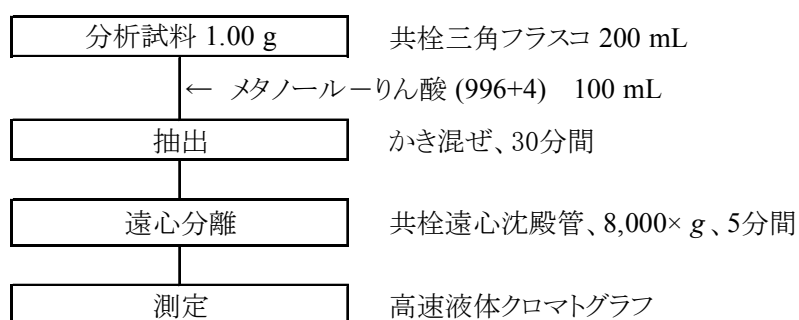 分析試料 1.00 g 共栓三角フラスコ 200 mL
← メタノール－りん酸 (996+4) 100 mL
抽出 かき混ぜ、30分間
遠心分離 共栓遠心沈殿管、8,000× g 、5分間
測定 高速液体クロマトグラフ